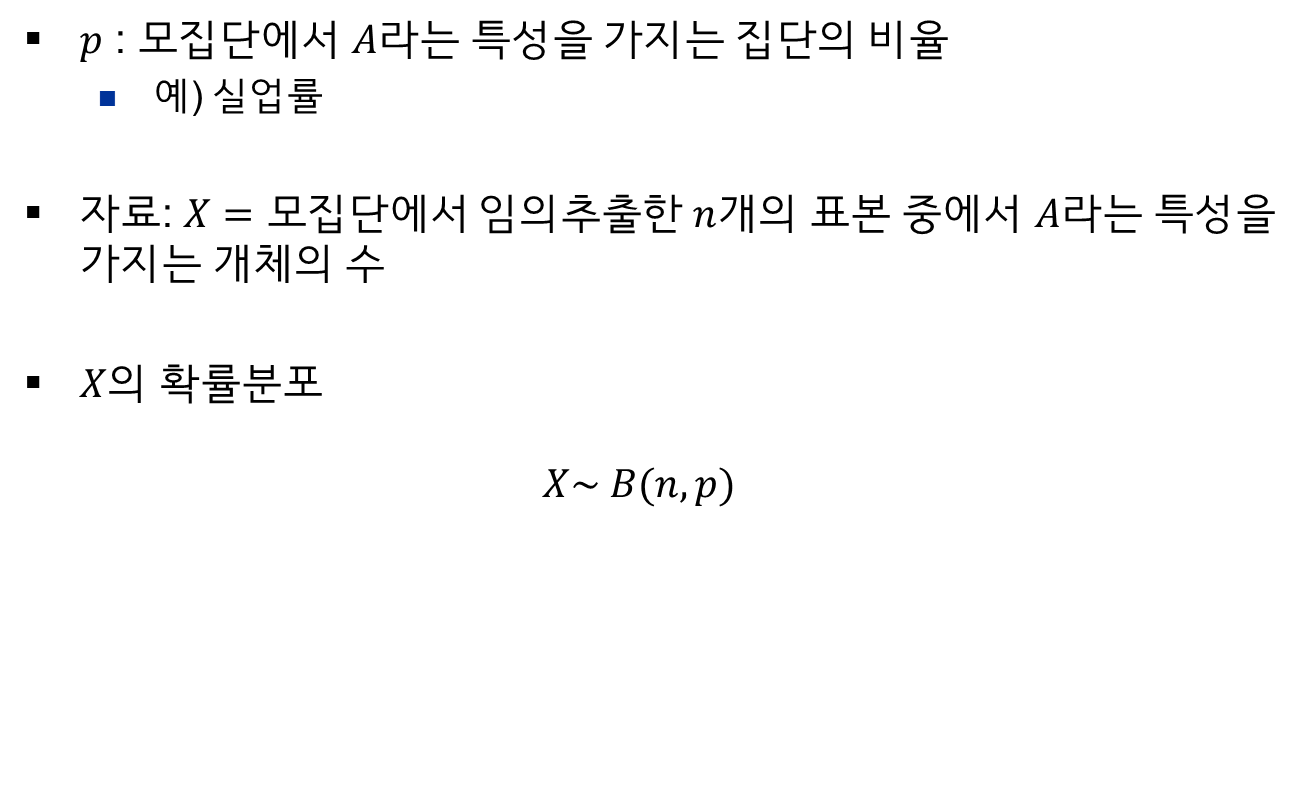 ▪ p : 모집단에서 A라는 특성을 가지는 집단의 비율
▪ 예) 실업률
▪ 자료: X = 모집단에서 임의추출한 n개의 표본 중에서 A라는 특성을
가지는 개체의 수
▪ X의 확률분포
X~ B(n, p)